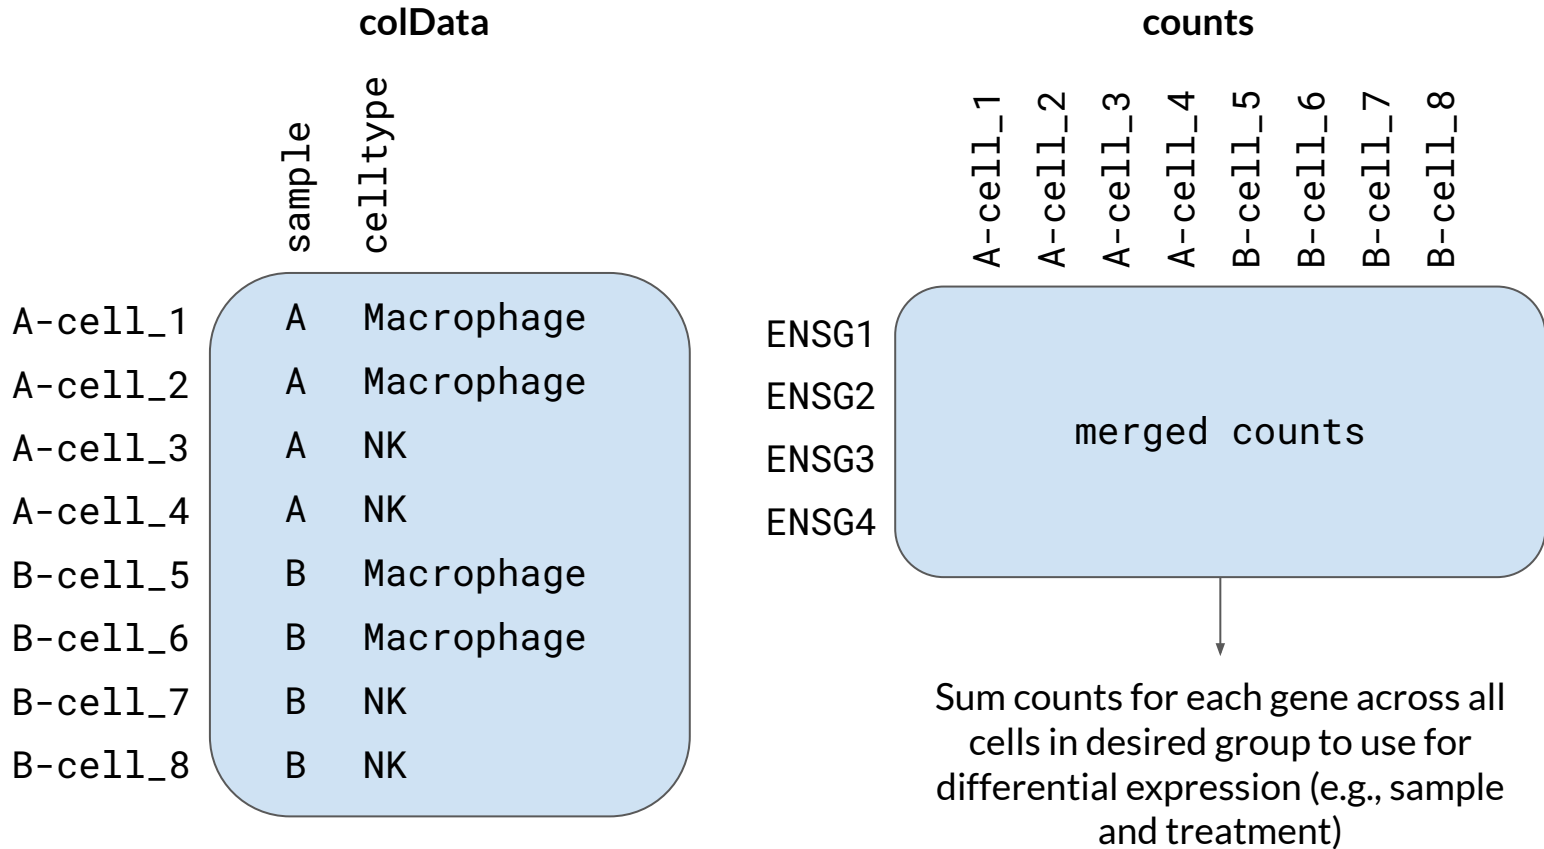 colData
sample celltype
A-cell_1 A Macrophage
A-cell_2 A Macrophage
A-cell_3 A NK
A-cell_4 A NK
B-cell_5 B Macrophage
B-cell_6 B Macrophage
B-cell_7 B NK
B-cell_8 B NK
counts
A-cell_1 A-cell_2 A-cell_3 A-cell_4 B-cell_5 B-cell_6 B-cell_7 B-cell_8
ENSG1
ENSG2
ENSG3
ENSG4
merged counts
Sum counts for each gene across all
cells in desired group to use for
differential expression (e.g., sample
and treatment)